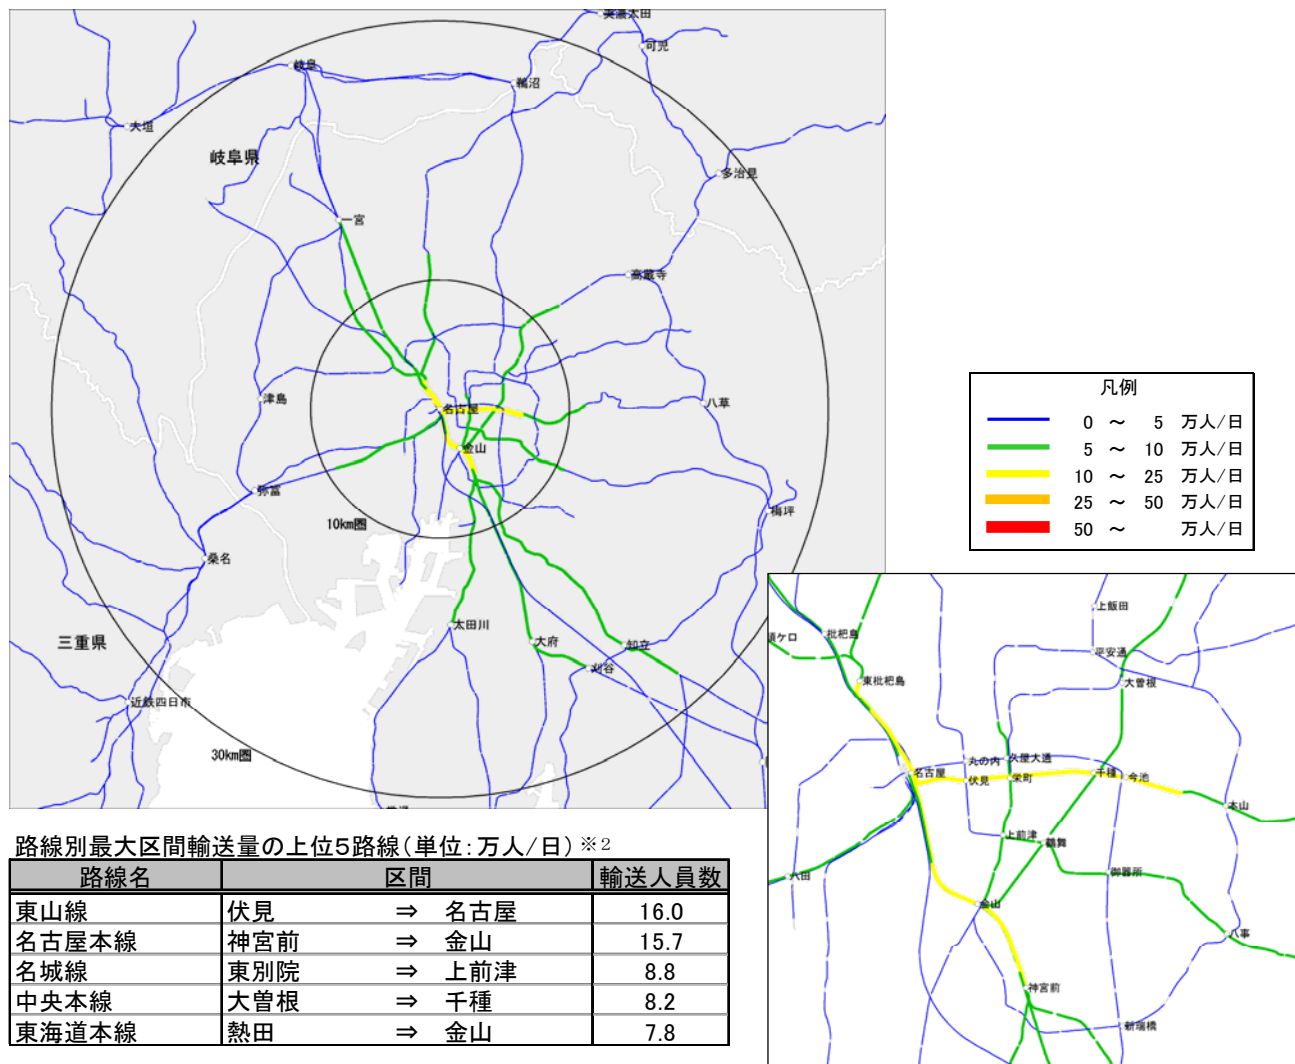 美濃太田
可児
岐阜
鵜沼
大垣
岐阜県
多治見
一宮
高蔵寺
津島
名古屋
八草
金山
弥富
10km圏
梅坪
桑名
太田川
大府
知立
刈谷
三重県
近鉄四日市
30km圏
凡例
0 ~ 5 万人/日
5 ~ 10 万人/日
10 ~ 25 万人/日
25 ~ 50 万人/日
50 ~ 万人/日
上飯田
枇杷島
須ケ口
平安通
東枇杷島
大曽根
丸の内
久屋大通
名古屋
伏見
栄町
千種
今池
本山
上前津
鶴舞
八田
御器所
金山
八事
神宮前
新瑞橋
路線別最大区間輸送量の上位5路線(単位:万人/日)※2
路線名 区間 輸送人員数
東山線 伏見 ⇒ 名古屋 16.0
名古屋本線 神宮前 ⇒ 金山 15.7
名城線 東別院 ⇒ 上前津 8.8
中央本線 大曽根 ⇒ 千種 8.2
東海道本線 熱田 ⇒ 金山 7.8